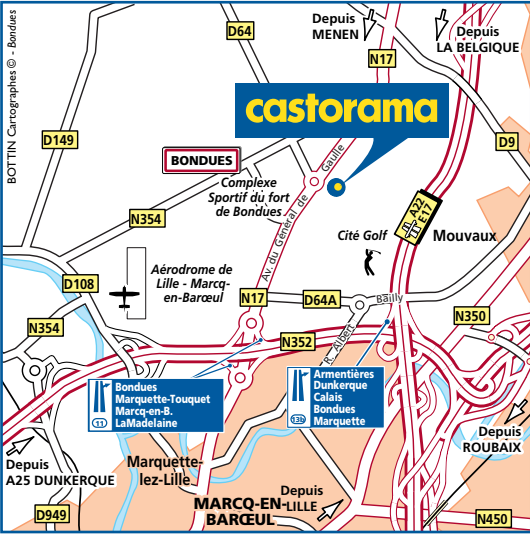 BOTTIN Cartographes © - Bondues
D64
Depuis
MENEN
N17
Depuis
LA BELGIQUE
castorama
D149
D9
BONDUES
Complexe
Sportif du fort
de Bondues
Av. du Général de Gaulle
N354
A22
E17
Cité Golf
Mouvaux
Aérodrome de
Lille - Marcq-
en-Barœul
D108
N17
D64A
Bailly
N350
N354
N352
R. Albert
Bondues
Marquette-Touquet
Marcq-en-B.
LaMadelaine
11
Armentières
Dunkerque
Calais
Bondues
Marquette
13b
Depuis
ROUBAIX
Depuis
A25 DUNKERQUE
Marquette-
lez-Lille
MARCQ-EN-
BARŒUL
Depuis
LILLE
D949
N450